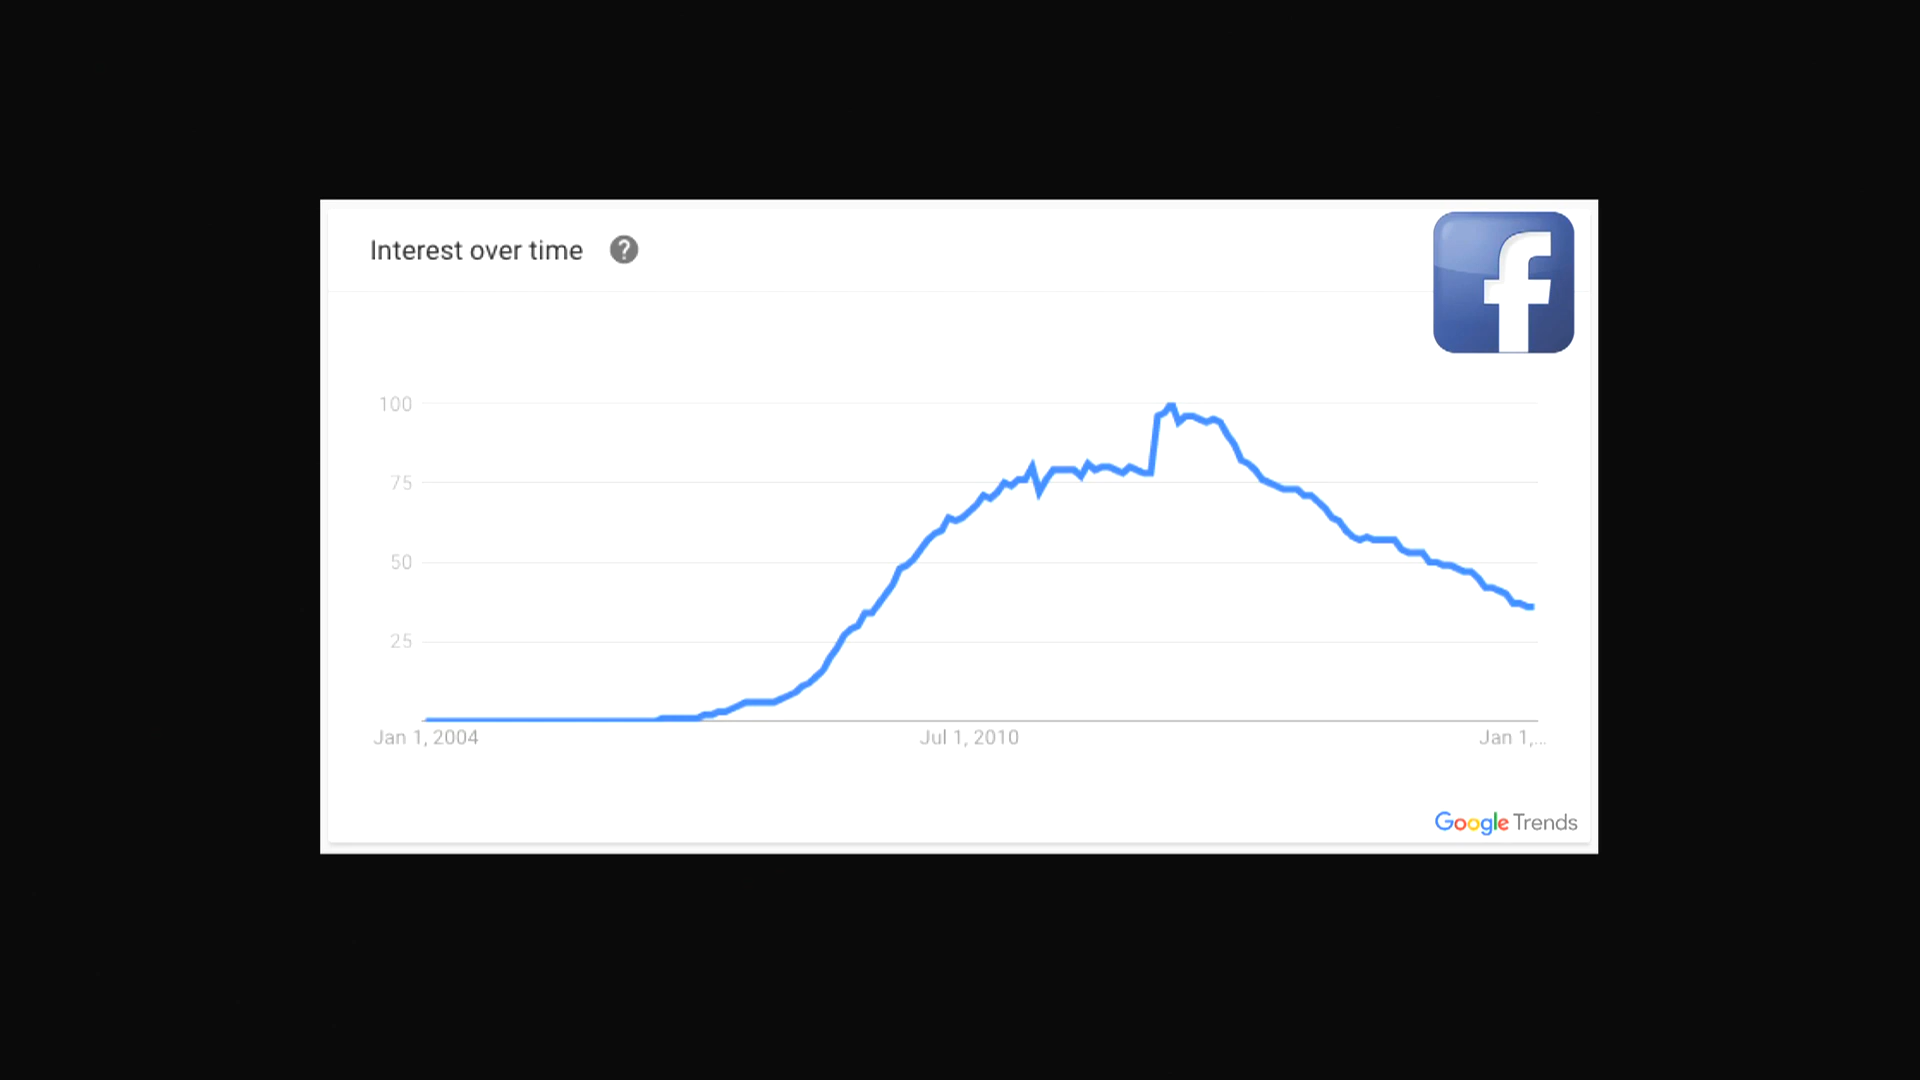 Interest over time ?
f
100
75
50
25
Jan 1, 2004 Jul 1, 2010 Jan 1,...
Google Trends